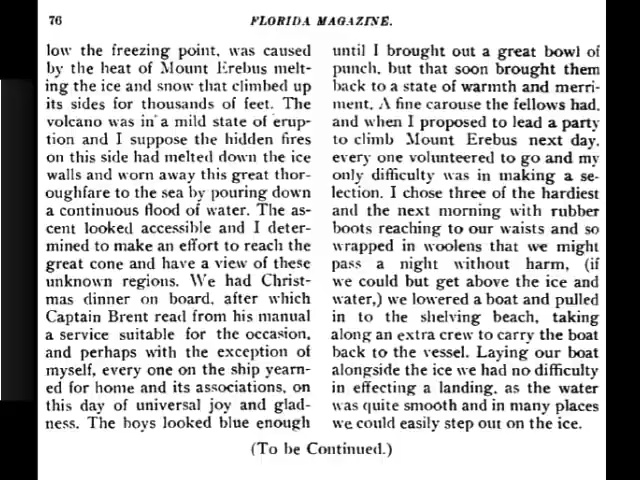 76
FLORIDA MAGAZINE.
low the freezing point, was caused
by the heat of Mount Erebus melt-
ing the ice and snow that climbed up
its sides for thousands of feet. The
volcano was in a mild state of erup-
tion and I suppose the hidden fires
on this side had melted down the ice
walls and worn away this great thor-
oughfare to the sea by pouring down
a continuous flood of water. The as-
cent looked accessible and I deter-
mined to make an effort to reach the
great cone and have a view of these
unknown regions. We had Christ-
mas dinner on board, after which
Captain Brent read from his manual
a service suitable for the occasion,
and perhaps with the exception of
myself, every one on the ship yearn-
ed for home and its associations, on
this day of universal joy and glad-
ness. The boys looked blue enough
until I brought out a great bowl of
punch, but that soon brought them
back to a state of warmth and merri-
ment. A fine carouse the fellows had,
and when I proposed to lead a party
to climb Mount Erebus next day,
every one volunteered to go and my
only difficulty was in making a se-
lection. I chose three of the hardiest
and the next morning with rubber
boots reaching to our waists and so
wrapped in woolens that we might
pass a night without harm, (if
we could but get above the ice and
water,) we lowered a boat and pulled
in to the shelving beach, taking
along an extra crew to carry the boat
back to the vessel. Laying our boat
alongside the ice we had no difficulty
in effecting a landing, as the water
was quite smooth and in many places
we could easily step out on the ice.
(To be Continued.)